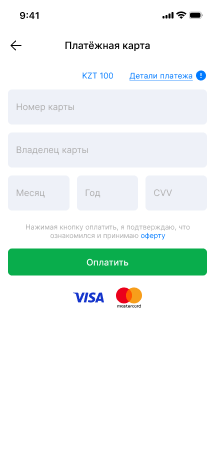 9:41
Платёжная карта
KZT 100
Детали платежа
Номер карты
Владелец карты
Месяц
Год
CVV
Нажимая кнопку оплатить, я подтверждаю, что
ознакомился и принимаю оферту
Оплатить
VISA
mastercard